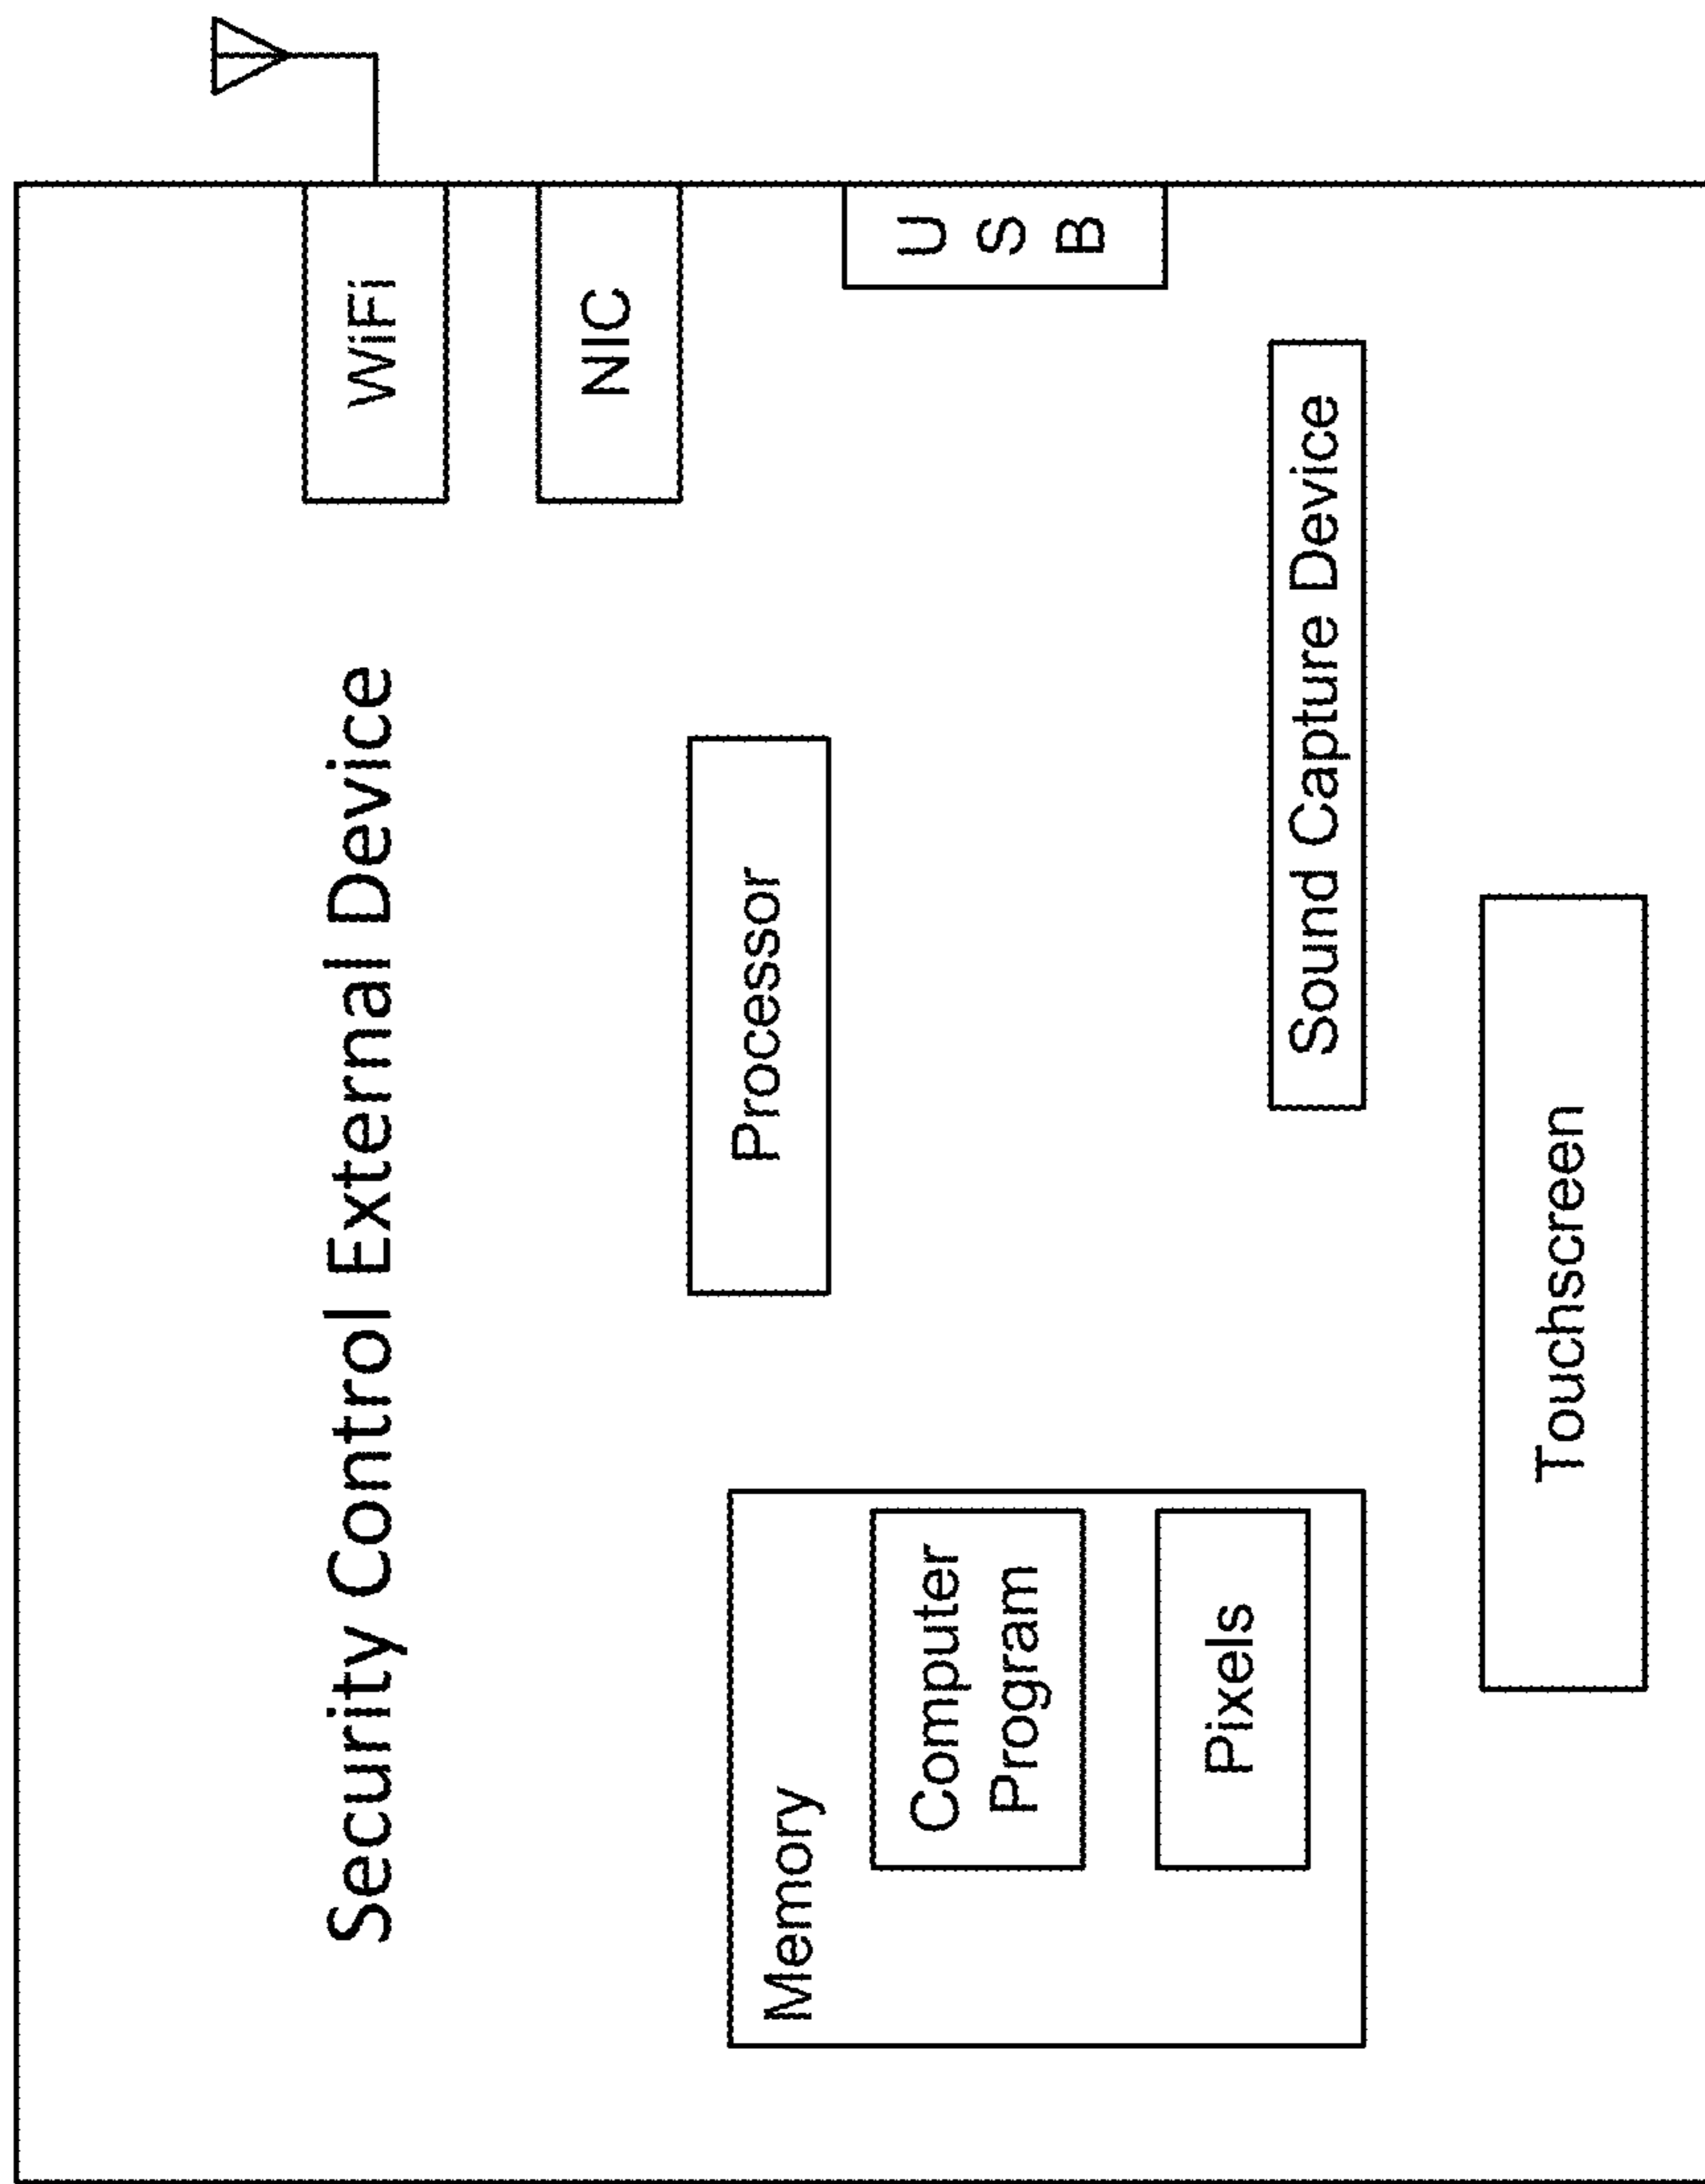 Security Control External Device
WiFi
NIC
Processor
Memory
Computer
Program
Pixels
U
S
B
Sound Capture Device
Touchscreen